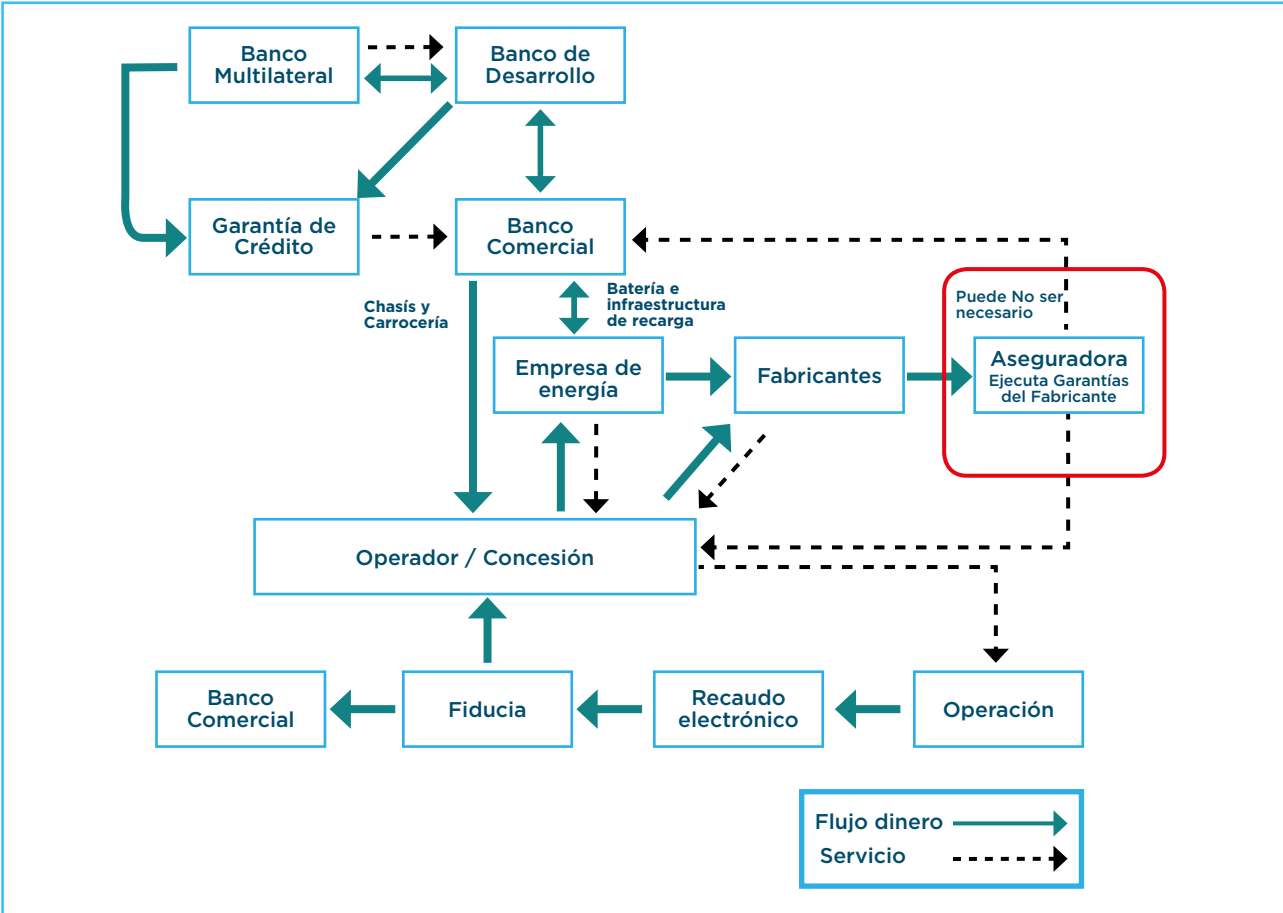 Banco
Multilateral
Banco de
Desarrollo
Garantía de
Crédito
Banco
Comercial
Chasís y
Carrocería
Batería e
infraestructura
de recarga
Puede No ser
necesario
Empresa de
energía
Fabricantes
Aseguradora
Ejecuta Garantías
del Fabricante
Operador / Concesión
Banco
Comercial
Fiducia
Recaudo
electrónico
Operación
Flujo dinero
Servicio